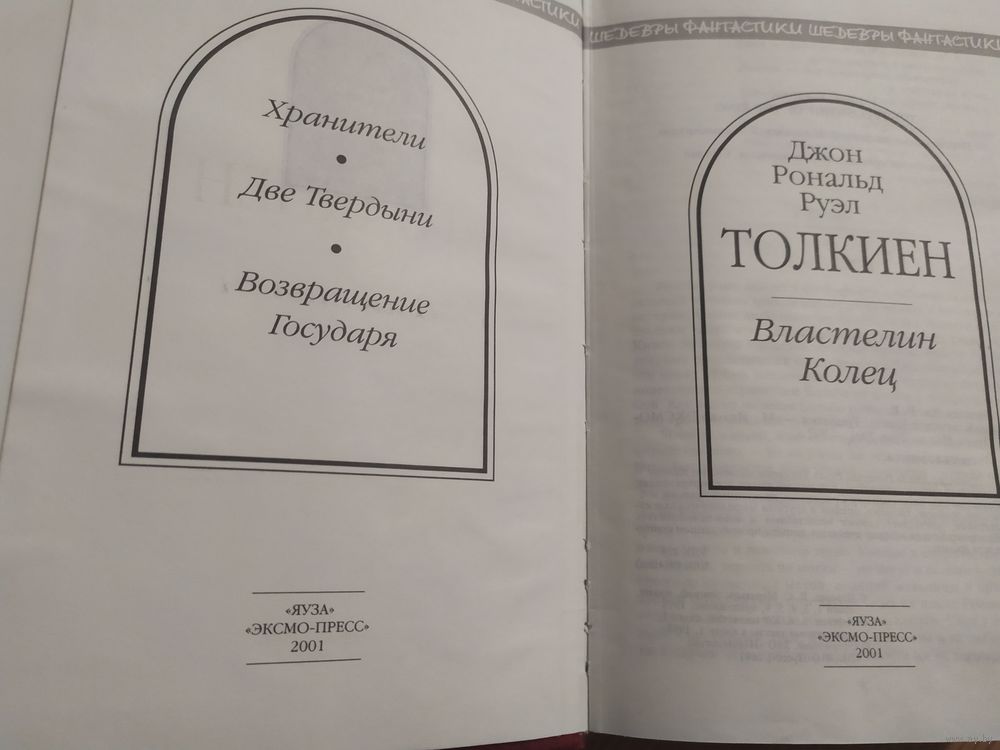 ФАНТАСТИКИ
Хранители
•
Две Твердыни
•
Возвращение
Государя
«ЯУЗА»
«ЭКСМО-ПРЕСС»
2001
ШЕДЕВРЫ ФАНТАСТИКИ ШЕДЕВРЫ ФАНТАСТИКИ
Джон
Рональд
Руэл
ТОЛКИЕН
Властелин
Колец
«ЯУЗА»
«ЭКСМО-ПРЕСС»
2001